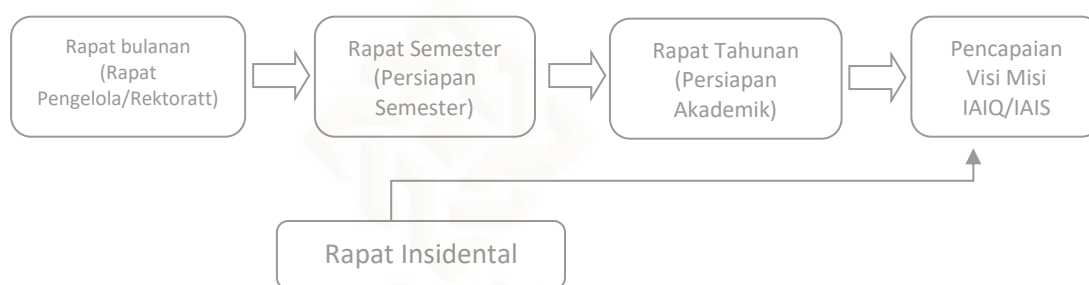 Rapat bulanan
(Rapat
Pengelola/Rektoratt)
Rapat Semester
(Persiapan
Semester)
Rapat Tahunan
(Persiapan
Akademik)
Pencapaian
Visi Misi
IAIQ/IAIS
Rapat Insidental